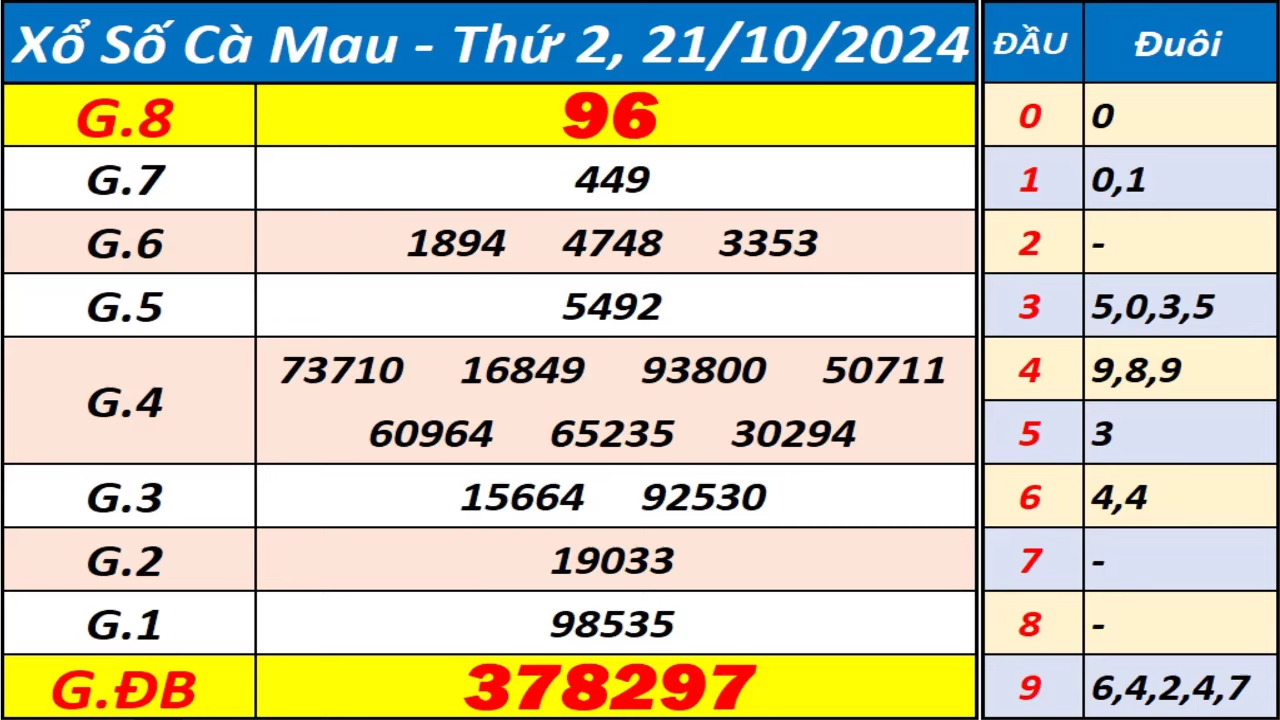 Xổ Số Cà Mau - Thứ 2, 21/10/2024
G.8 96
G.7 449
G.6 1894 4748 3353
G.5 5492
G.4 73710 16849 93800 50711
60964 65235 30294
G.3 15664 92530
G.2 19033
G.1 98535
G.ĐB 378297
ĐẦU Đuôi
0 0
1 0,1
2 -
3 5,0,3,5
4 9,8,9
5 3
6 4,4
7 -
8 -
9 6,4,2,4,7